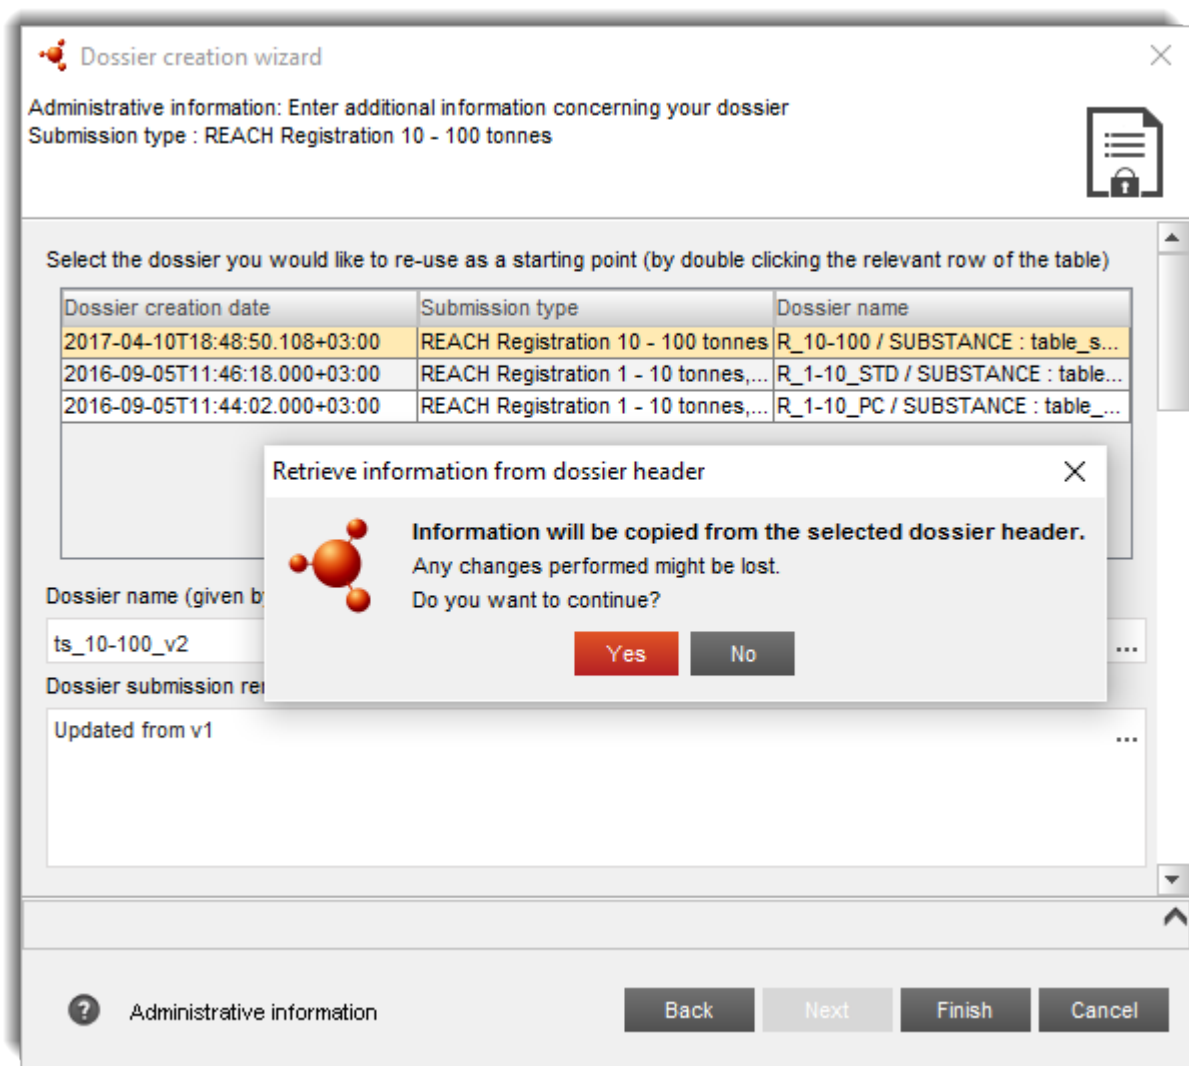 Dossier creation wizard
Administrative information: Enter additional information concerning your dossier
Submission type : REACH Registration 10 - 100 tonnes
Select the dossier you would like to re-use as a starting point (by double clicking the relevant row of the table)
Dossier creation date Submission type Dossier name
2017-04-10T18:48:50.108+03:00 REACH Registration 10 - 100 tonnes R_10-100 / SUBSTANCE : table_s...
2016-09-05T11:46:18.000+03:00 REACH Registration 1 - 10 tonnes,... R_1-10_STD / SUBSTANCE : table...
2016-09-05T11:44:02.000+03:00 REACH Registration 1 - 10 tonnes,... R_1-10_PC / SUBSTANCE : table_...
Retrieve information from dossier header
Information will be copied from the selected dossier header.
Any changes performed might be lost.
Do you want to continue?
Yes No
Dossier name (given
ts_10-100_v2 ...
Dossier submission
Updated from v1 ...
? Administrative information Back Next Finish Cancel